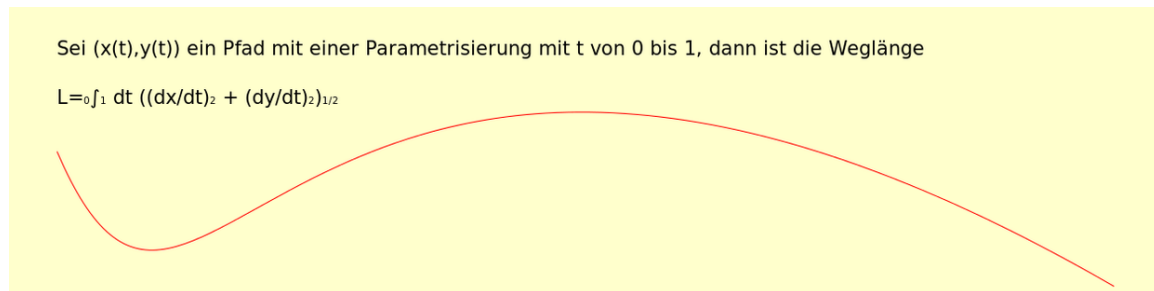 Sei (x(t),y(t)) ein Pfad mit einer Parametrisierung mit t von 0 bis 1, dann ist die Weglänge
L=₀∫₁ dt ((dx/dt)₂ + (dy/dt)₂)₁/₂